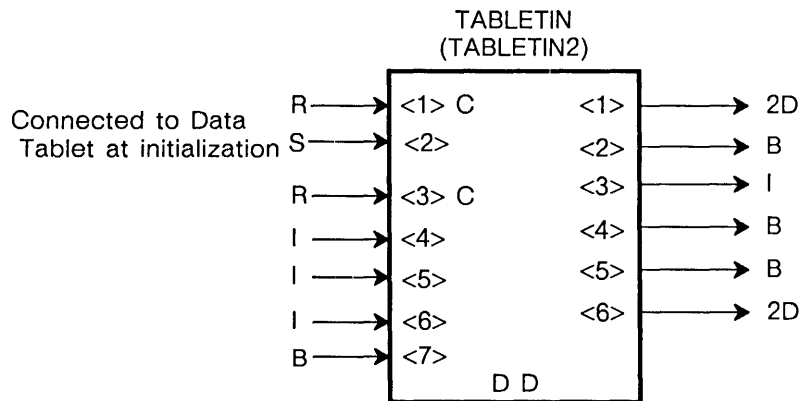 TABLETIN
(TABLETIN2)
R <1> C <1> 2D
Connected to Data
Tablet at initialization S <2> <2> B
R <3> C <3> I
I <4> <4> B
I <5> <5> B
I <6> <6> 2D
B <7>
D D